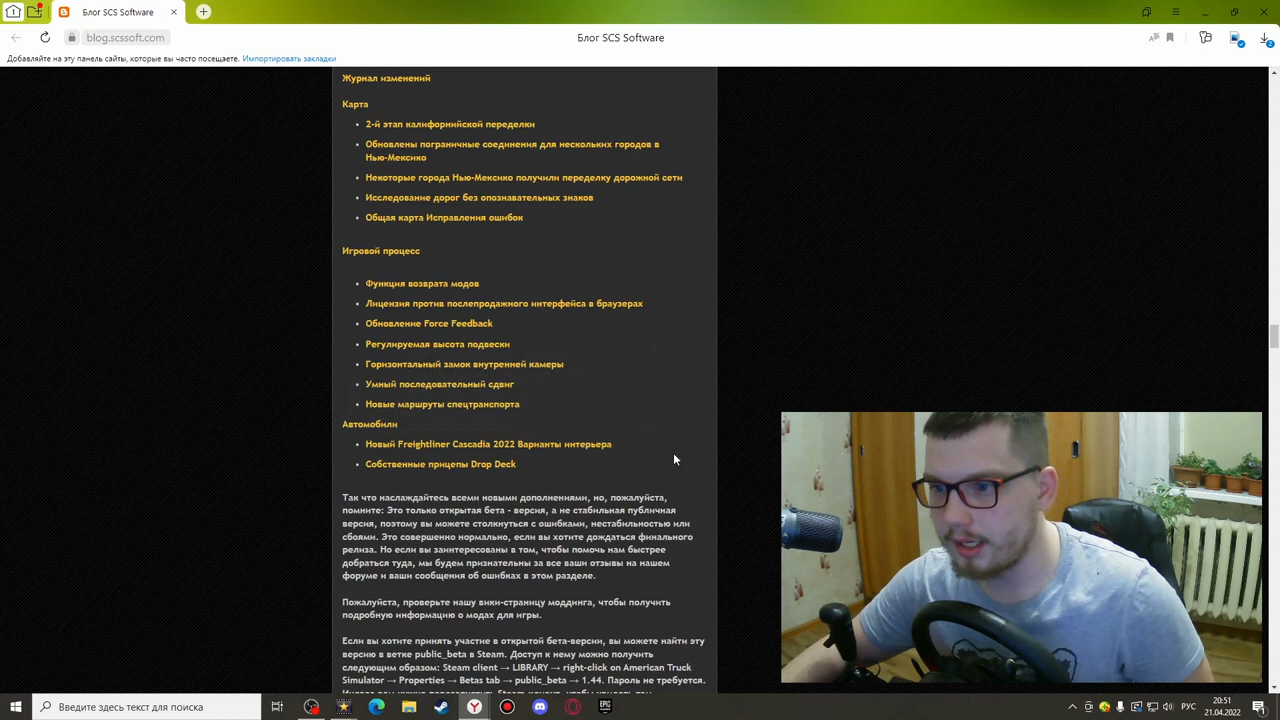 Блог SCS Software
blog.scssoft.com
Блог SCS Software
Добавляйте на эту панель сайты, которые вы часто посещаете. Импортировать закладки
Журнал изменений
Карта
2-й этап калифорнийской переделки
Обновлены пограничные соединения для нескольких городов в
Нью-Мексико
Некоторые города Нью-Мексико получили переделку дорожной сети
Исследование дорог без опознавательных знаков
Общая карта Исправления ошибок
Игровой процесс
Функция возврата модов
Лицензия против послепродажного интерфейса в браузерах
Обновление Force Feedback
Регулируемая высота подвески
Горизонтальный замок внутренней камеры
Умный последовательный сдвиг
Новые маршруты спецтранспорта
Автомобили
Новый Freightliner Cascadia 2022 Варианты интерьера
Собственные прицепы Drop Deck
Так что наслаждайтесь всеми новыми дополнениями, но, пожалуйста,
помните: Это только открытая бета - версия, а не стабильная публичная
версия, поэтому вы можете столкнуться с ошибками, нестабильностью или
сбоями. Это совершенно нормально, если вы хотите дождаться финального
релиза. Но если вы заинтересованы в том, чтобы помочь нам быстрее
добраться туда, мы будем признательны за все ваши отзывы на нашем
форуме и ваши сообщения об ошибках в этом разделе.
Пожалуйста, проверьте нашу вики-страницу моддинга, чтобы получить
подробную информацию о модах для игры.
Если вы хотите принять участие в открытой бета-версии, вы можете найти эту
версию в ветке public_beta в Steam. Доступ к нему можно получить
следующим образом: Steam client → LIBRARY → right-click on American Truck
Simulator → Properties → Betas tab → public_beta → 1.44. Пароль не требуется.
Введите здесь текст для поиска
EPIC
GAMES
РУС
20:51
21.04.2022